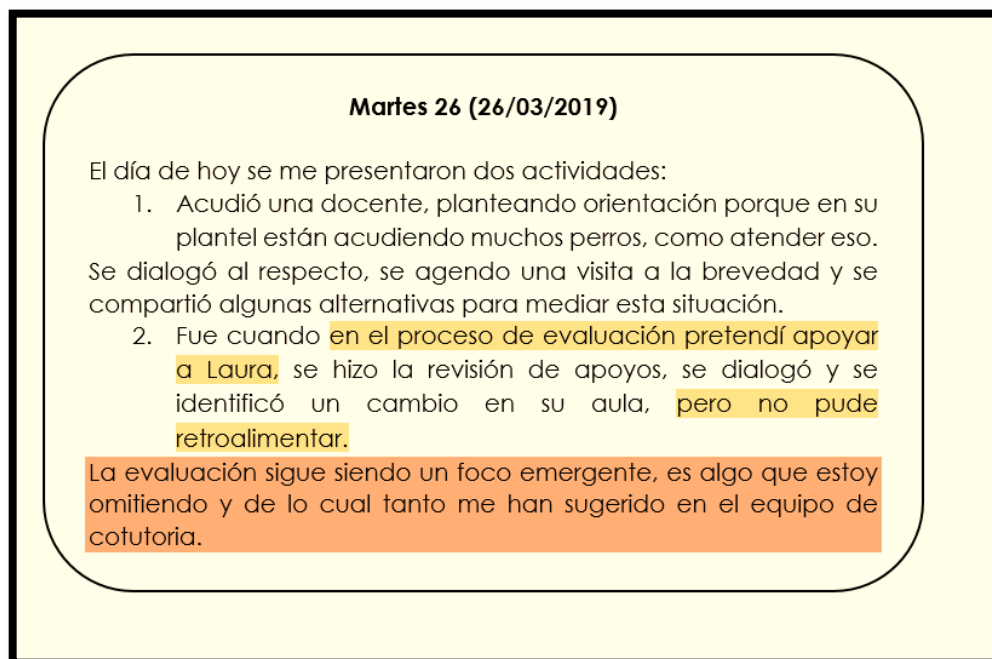 Martes 26 (26/03/2019)
El día de hoy se me presentaron dos actividades:
1. Acudió una docente, planteando orientación porque en su
plantel están acudiendo muchos perros, como atender eso.
Se dialogó al respecto, se agendo una visita a la brevedad y se
compartió algunas alternativas para mediar esta situación.
2. Fue cuando en el proceso de evaluación pretendí apoyar
a Laura, se hizo la revisión de apoyos, se dialogó y se
identificó un cambio en su aula, pero no pude
retroalimentar.
La evaluación sigue siendo un foco emergente, es algo que estoy
omitiendo y de lo cual tanto me han sugerido en el equipo de
cotutoria.